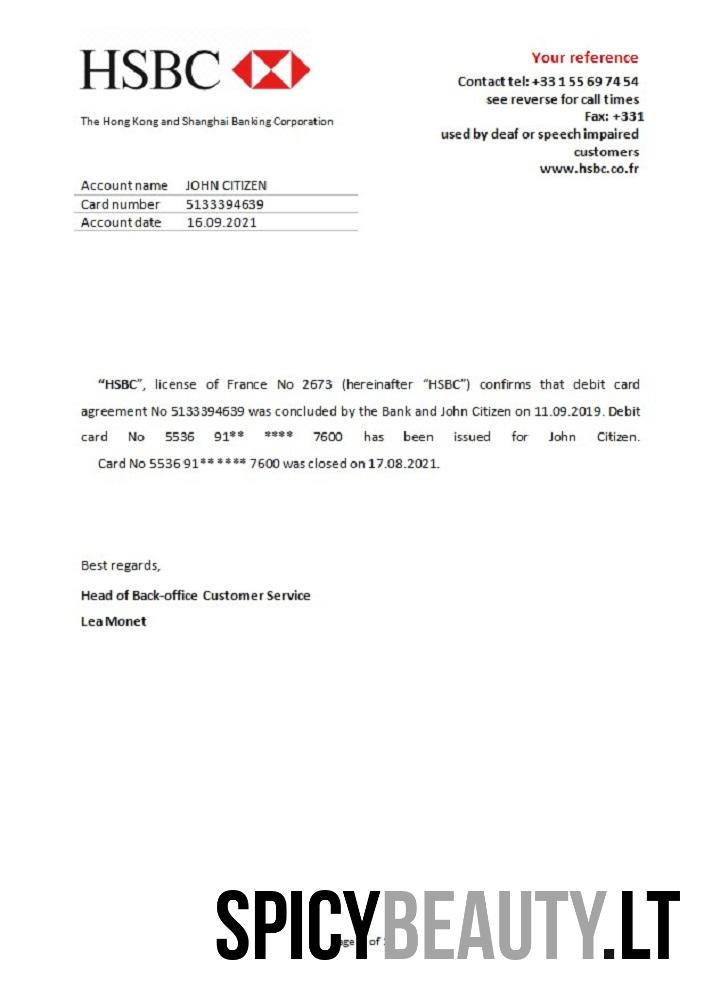 HSBC
The Hong Kong and Shanghai Banking Corporation
Your reference
Contact tel: +33 1 55 69 74 54
see reverse for call times
Fax: +331
used by deaf or speech impaired
customers
www.hsbc.co.fr
Account name JOHN CITIZEN
Card number 5133394639
Account date 16.09.2021
“HSBC”, license of France No 2673 (hereinafter “HSBC”) confirms that debit card
agreement No 5133394639 was concluded by the Bank and John Citizen on 11.09.2019. Debit
card No 5536 91** **** 7600 has been issued for John Citizen.
Card No 5536 91** **** 7600 was closed on 17.08.2021.
Best regards,
Head of Back-office Customer Service
Lea Monet
of
SPICYBEAUTY.LT